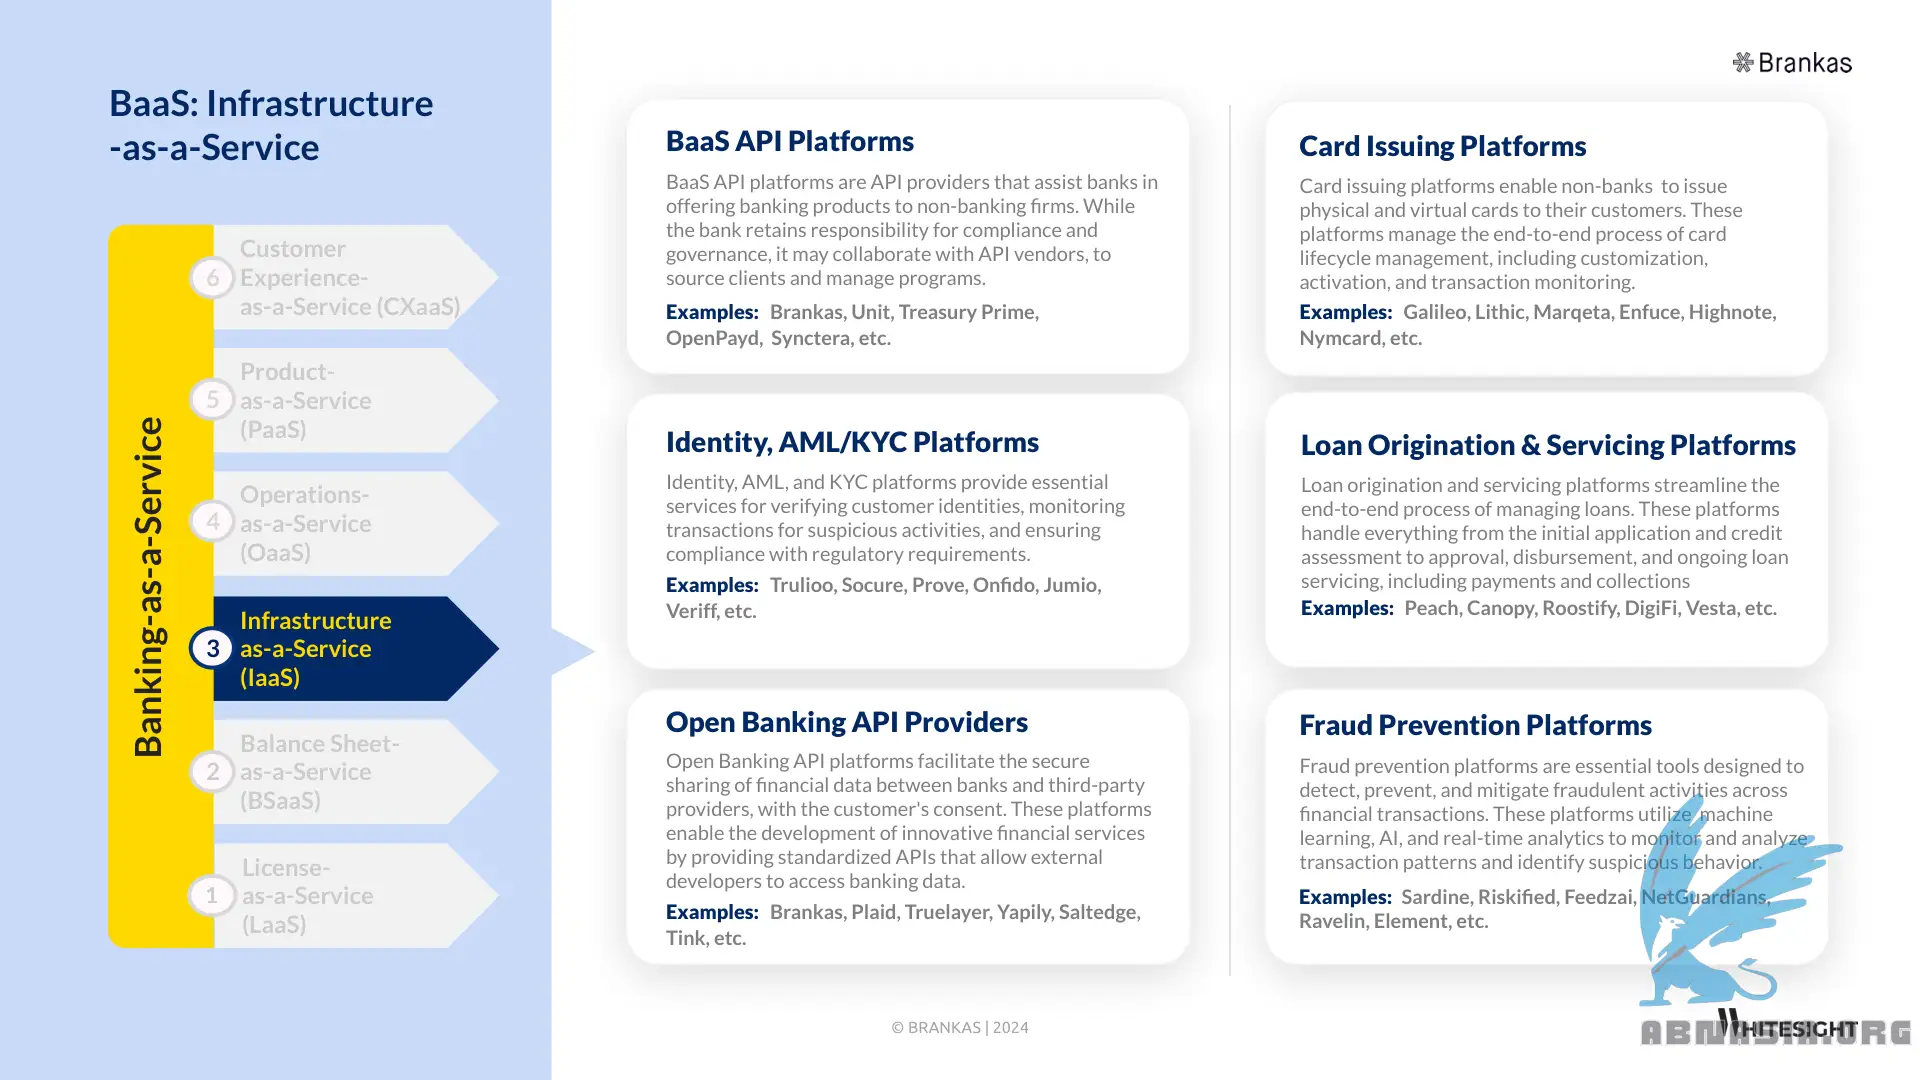 Brankas
BaaS: Infrastructure
-as-a-Service
Banking-as-a-Service
6
Customer
Experience-
as-a-Service (CXaaS)
5
Product-
as-a-Service
(PaaS)
4
Operations-
as-a-Service
(OaaS)
3
Infrastructure
as-a-Service
(IaaS)
2
Balance Sheet-
as-a-Service
(BSaaS)
1
License-
as-a-Service
(LaaS)
BaaS API Platforms
BaaS API platforms are API providers that assist banks in
offering banking products to non-banking firms. While
the bank retains responsibility for compliance and
governance, it may collaborate with API vendors, to
source clients and manage programs.
Examples: Brankas, Unit, Treasury Prime,
OpenPayd, Synctera, etc.
Identity, AML/KYC Platforms
Identity, AML, and KYC platforms provide essential
services for verifying customer identities, monitoring
transactions for suspicious activities, and ensuring
compliance with regulatory requirements.
Examples: Trulioo, Socure, Prove, Onfido, Jumio,
Veriff, etc.
Open Banking API Providers
Open Banking API platforms facilitate the secure
sharing of financial data between banks and third-party
providers, with the customer's consent. These platforms
enable the development of innovative financial services
by providing standardized APIs that allow external
developers to access banking data.
Examples: Brankas, Plaid, Truelayer, Yapily, Saltedge,
Tink, etc.
Card Issuing Platforms
Card issuing platforms enable non-banks to issue
physical and virtual cards to their customers. These
platforms manage the end-to-end process of card
lifecycle management, including customization,
activation, and transaction monitoring.
Examples: Galileo, Lithic, Marqeta, Enfuce, Highnote,
Nymcard, etc.
Loan Origination & Servicing Platforms
Loan origination and servicing platforms streamline the
end-to-end process of managing loans. These platforms
handle everything from the initial application and credit
assessment to approval, disbursement, and ongoing loan
servicing, including payments and collections
Examples: Peach, Canopy, Roostify, DigiFi, Vesta, etc.
Fraud Prevention Platforms
Fraud prevention platforms are essential tools designed to
detect, prevent, and mitigate fraudulent activities across
financial transactions. These platforms utilize machine
learning, AI, and real-time analytics to monitor and analyze
transaction patterns and identify suspicious behavior.
Examples: Sardine, Riskified, Feedzai, NetGuardians,
Ravelin, Element, etc.
© BRANKAS | 2024
WHITESIGHT
ABNASIA.ORG